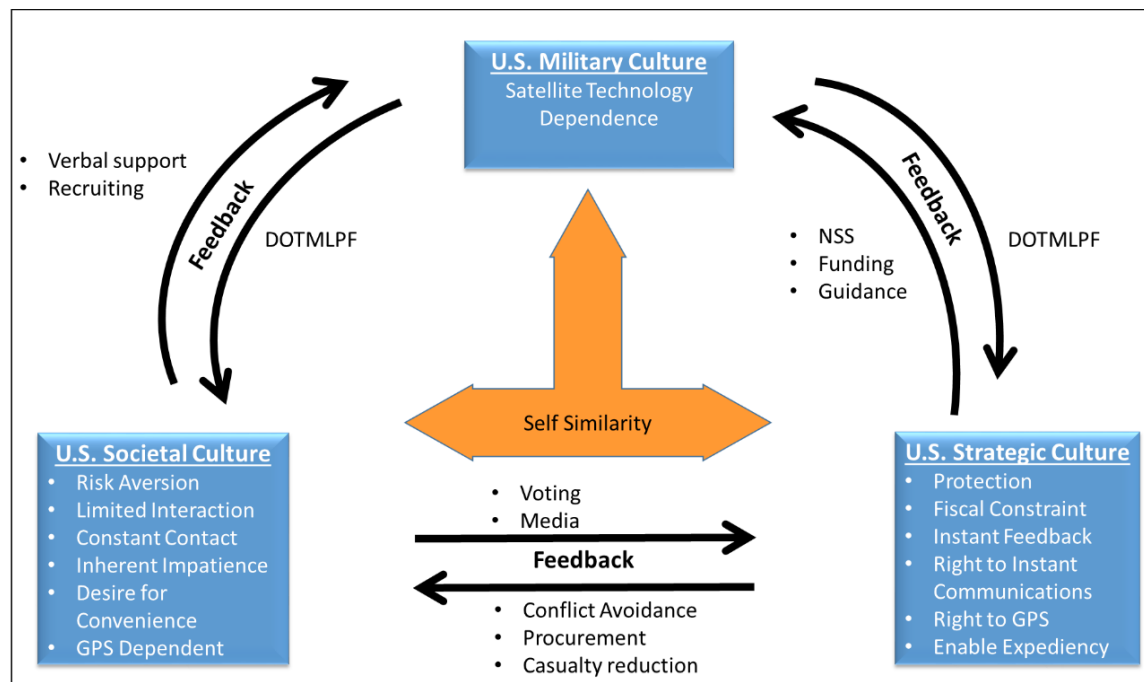 U.S. Military Culture
Satellite Technology
Dependence
• Verbal support
• Recruiting
Feedback
DOTMLPF
• NSS
• Funding
• Guidance
Feedback
DOTMLPF
Self Similarity
U.S. Societal Culture
• Risk Aversion
• Limited Interaction
• Constant Contact
• Inherent Impatience
• Desire for
Convenience
• GPS Dependent
• Voting
• Media
Feedback
• Conflict Avoidance
• Procurement
• Casualty reduction
U.S. Strategic Culture
• Protection
• Fiscal Constraint
• Instant Feedback
• Right to Instant
Communications
• Right to GPS
• Enable Expediency